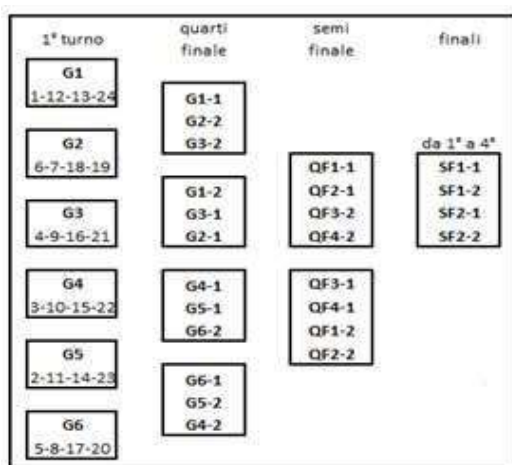 1° turno
G1
1-12-13-24
G2
6-7-18-19
G3
4-9-16-21
G4
3-10-15-22
G5
2-11-14-23
G6
5-8-17-20
quarti
finale
G1-1
G2-2
G3-2
G1-2
G3-1
G2-1
G4-1
G5-1
G6-2
G6-1
G5-2
G4-2
semi
finale
QF1-1
QF2-1
QF3-2
QF4-2
QF3-1
QF4-1
QF1-2
QF2-2
finali
da 1° a 4°
SF1-1
SF1-2
SF2-1
SF2-2